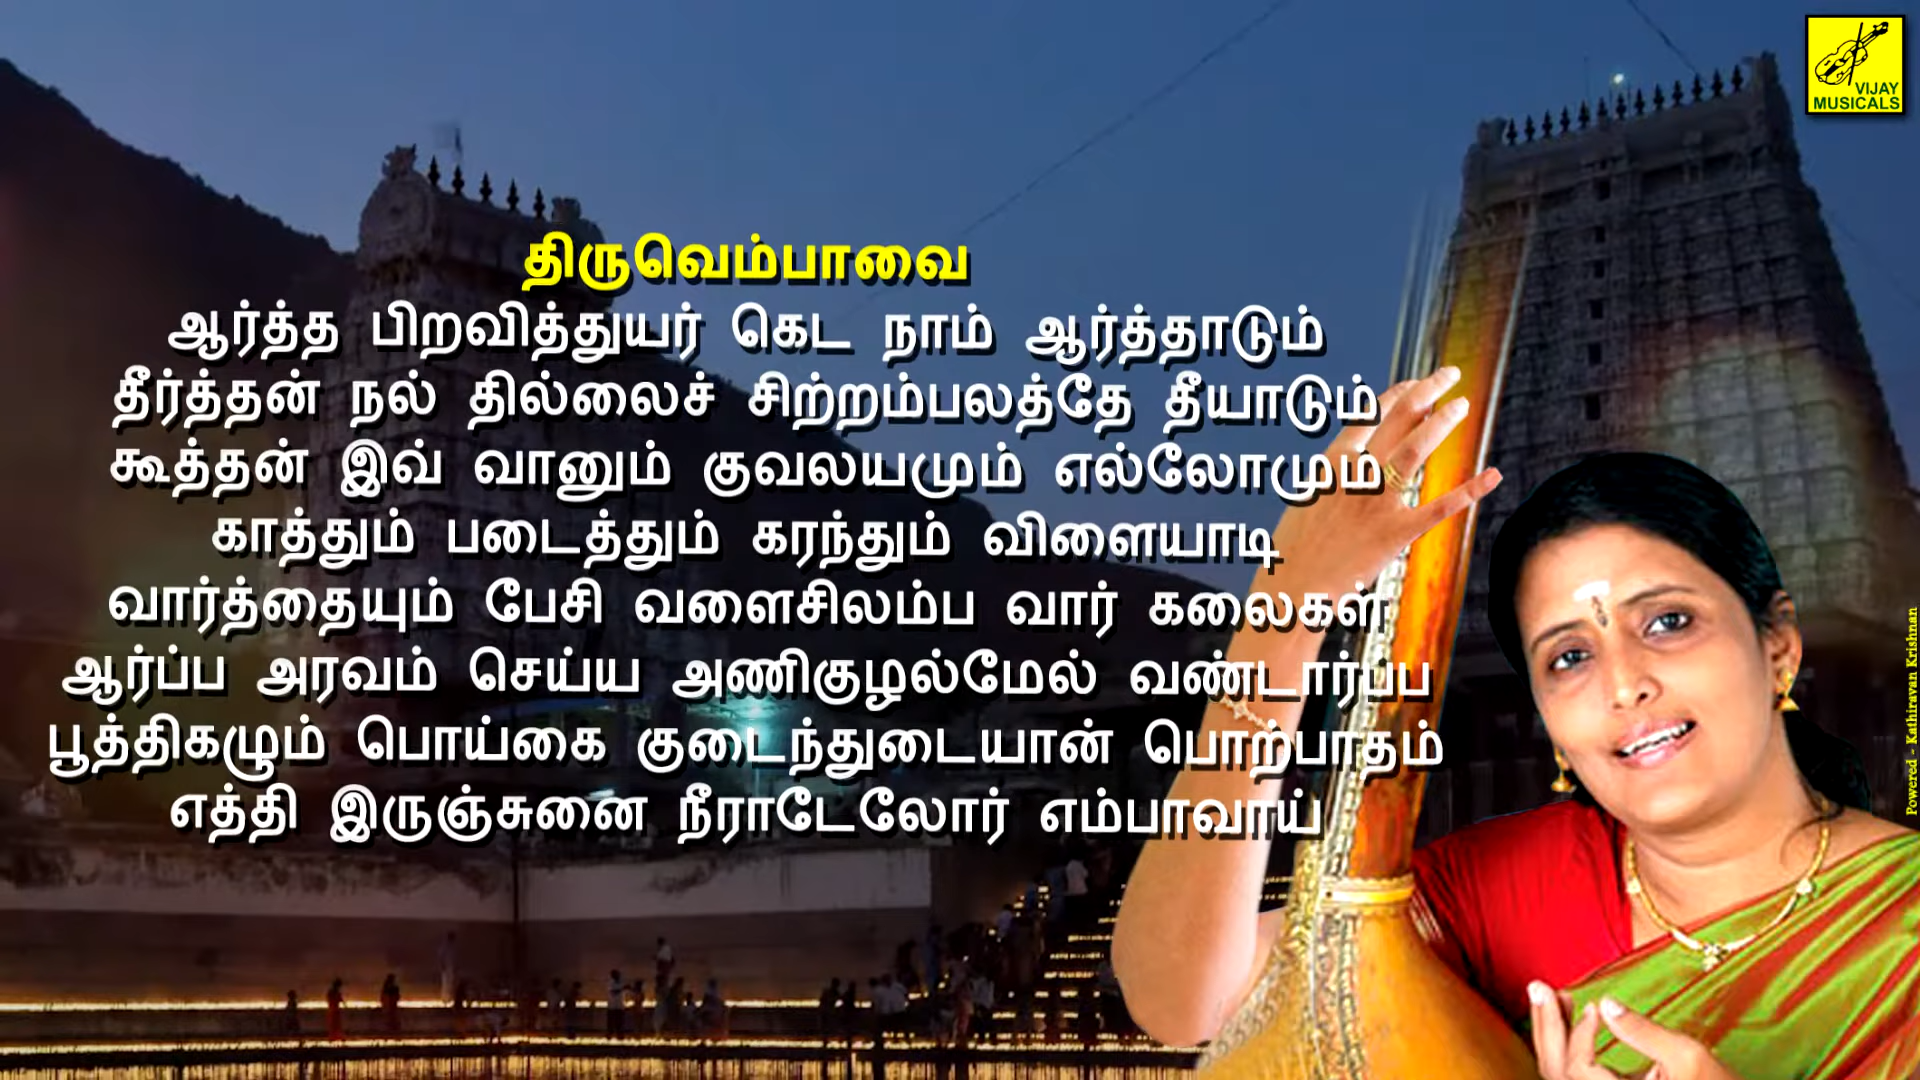 VIJAY
MUSICALS
திருவெம்பாவை
ஆர்த்த பிறவித்துயர் கெட நாம் ஆர்த்தாடும்
தீர்த்தன் நல் தில்லைச் சிற்றம்பலத்தே தீயாடும்
கூத்தன் இவ் வானும் குவலயமும் எல்லோமும்
காத்தும் படைத்தும் கரந்தும் விளையாடி
வார்த்தையும் பேசி வளைசிலம்ப வார் கலைகள்
ஆர்ப்ப அரவம் செய்ய அணிகுழல்மேல் வண்டார்ப்ப
பூத்திகழும் பொய்கை குடைந்துடையான் பொற்பாதம்
எத்தி இருஞ்சுனை நீராடேலோர் எம்பாவாய்
Powered - Kathiravan Krishnan